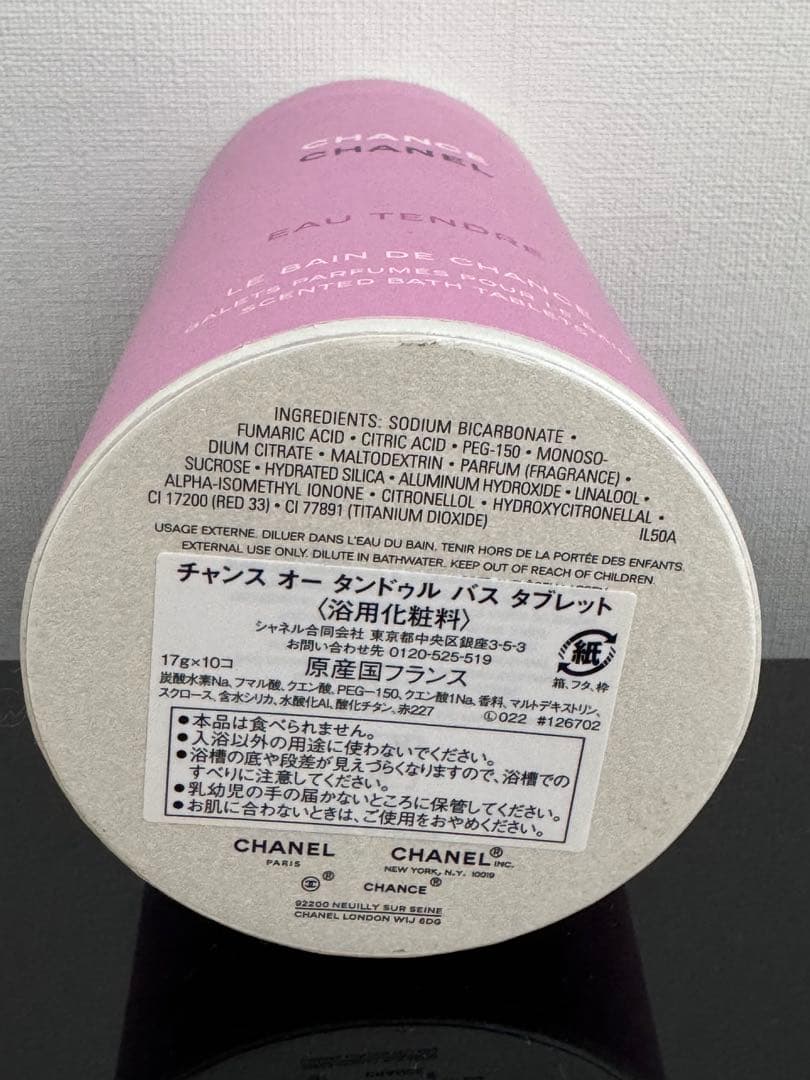 CHANCE
CHANEL
EAU TENDRE
LE BAIN DE CHANCE
GALETS PARFUMÉS POUR LE BAIN
SCENTED BATH TABLETS
INGREDIENTS: SODIUM BICARBONATE •
FUMARIC ACID • CITRIC ACID • PEG-150 • MONOSO-
DIUM CITRATE • MALTODEXTRIN • PARFUM (FRAGRANCE) •
SUCROSE • HYDRATED SILICA • ALUMINUM HYDROXIDE • LINALOOL •
ALPHA-ISOMETHYL IONONE • CITRONELLOL • HYDROXYCITRONELLAL •
CI 17200 (RED 33) • CI 77891 (TITANIUM DIOXIDE)
IL50A
USAGE EXTERNE. DILUER DANS L'EAU DU BAIN. TENIR HORS DE LA PORTÉE DES ENFANTS.
EXTERNAL USE ONLY. DILUTE IN BATHWATER. KEEP OUT OF REACH OF CHILDREN.
チャンス オー タンドゥル バス タブレット
〈浴用化粧料〉
シャネル合同会社 東京都中央区銀座3-5-3
お問い合わせ先 0120-525-519
17g×10コ 原産国フランス
紙
箱、フタ、枠
炭酸水素Na、フマル酸、クエン酸、PEG-150、クエン酸1Na、香料、マルトデキストリン、
スクロース、含水シリカ、水酸化Al、酸化チタン、赤227 Ⓛ022 #126702
●本品は食べられません。
●入浴以外の用途に使わないでください。
●浴槽の底や段差が見えづらくなりますので、浴槽での
すべりに注意してください。
●乳幼児の手の届かないところに保管してください。
●お肌に合わないときは、ご使用をおやめください。
CHANEL
PARIS
CHANEL® INC.
NEW YORK, N.Y. 10019
®
CHANCE®
92200 NEUILLY SUR SEINE
CHANEL LONDON W1J 6DG